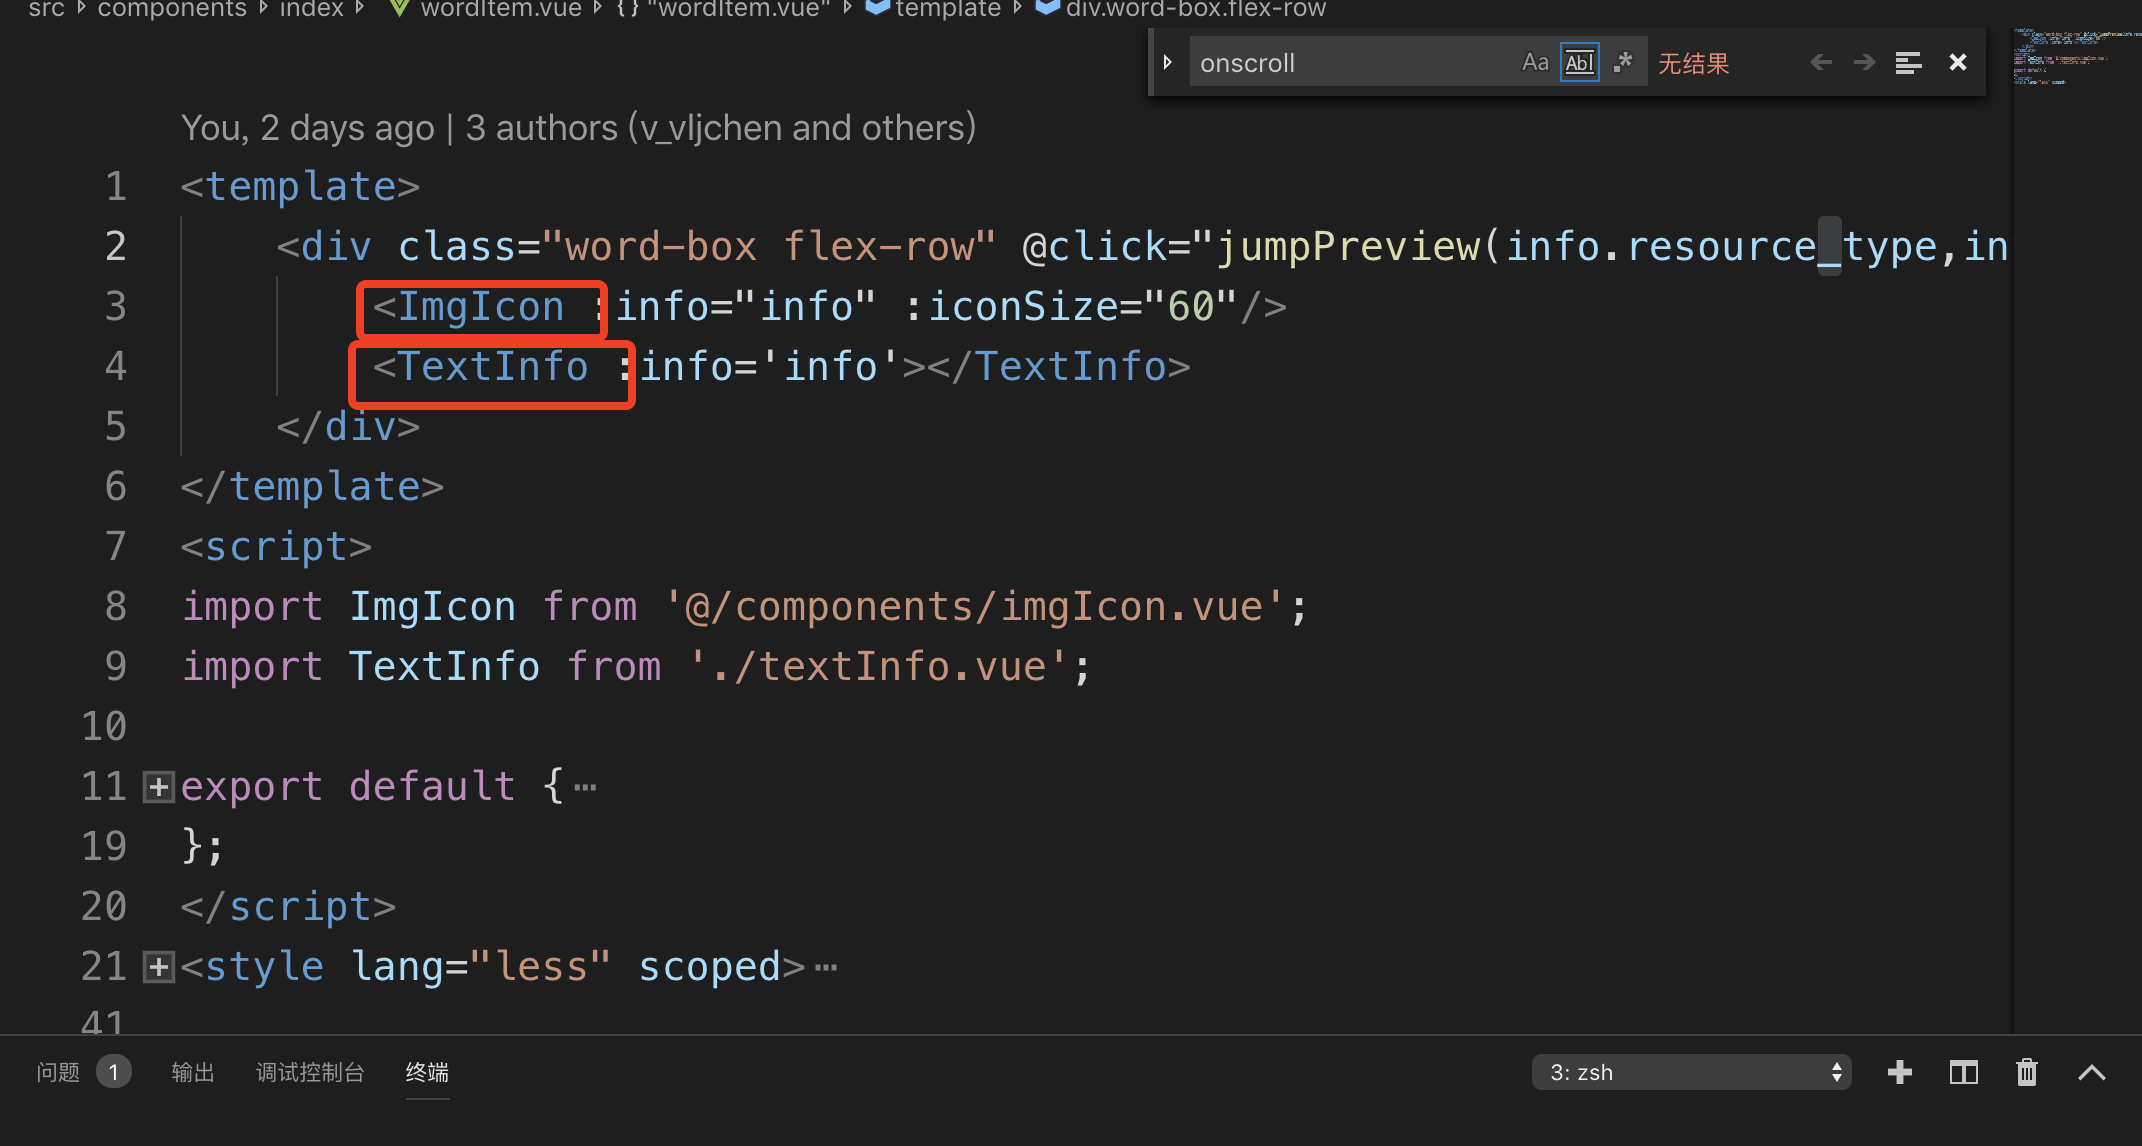 src components index wordItem.vue {} "wordItem.vue" template div.word-box.flex-row
onscroll Aa Abl .* 无结果
You, 2 days ago | 3 authors (v_vljchen and others)
1 <template>
2 <div class="word-box flex-row" @click="jumpPreview(info.resource_type,in
3 <ImgIcon :info="info" :iconSize="60"/>
4 <TextInfo :info='info'></TextInfo>
5 </div>
6 </template>
7 <script>
8 import ImgIcon from '@/components/imgIcon.vue';
9 import TextInfo from './textInfo.vue';
10
11 export default {…
19 };
20 </script>
21 <style lang="less" scoped>…
41
问题 1 输出 调试控制台 终端 3: zsh